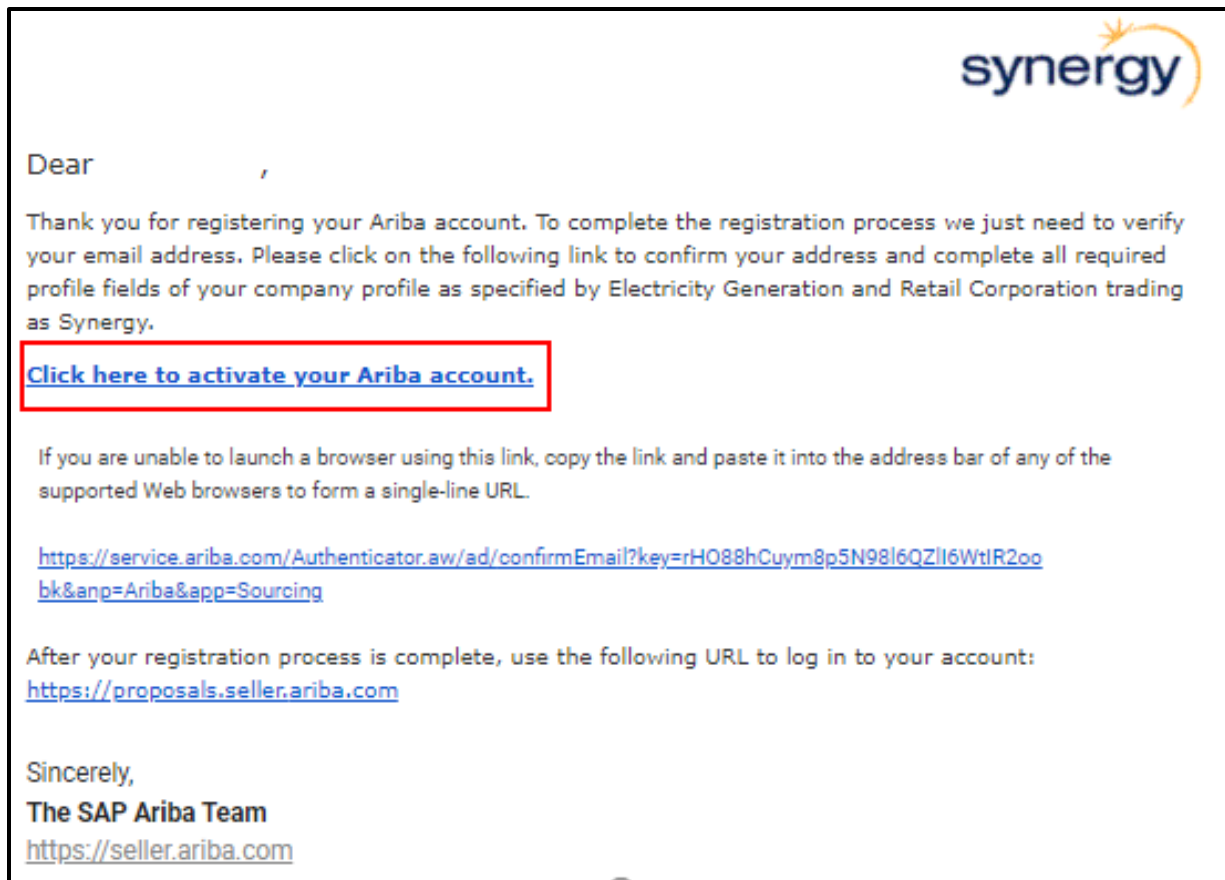 synergy
Dear ,
Thank you for registering your Ariba account. To complete the registration process we just need to verify
your email address. Please click on the following link to confirm your address and complete all required
profile fields of your company profile as specified by Electricity Generation and Retail Corporation trading
as Synergy.
Click here to activate your Ariba account.
If you are unable to launch a browser using this link, copy the link and paste it into the address bar of any of the
supported Web browsers to form a single-line URL.
https://service.ariba.com/Authenticator.aw/ad/confirmEmail?key=rHO88hCuym8p5N98l6QZlI6WtIR2oo
bk&anp=Ariba&app=Sourcing
After your registration process is complete, use the following URL to log in to your account:
https://proposals.seller.ariba.com
Sincerely,
The SAP Ariba Team
https://seller.ariba.com